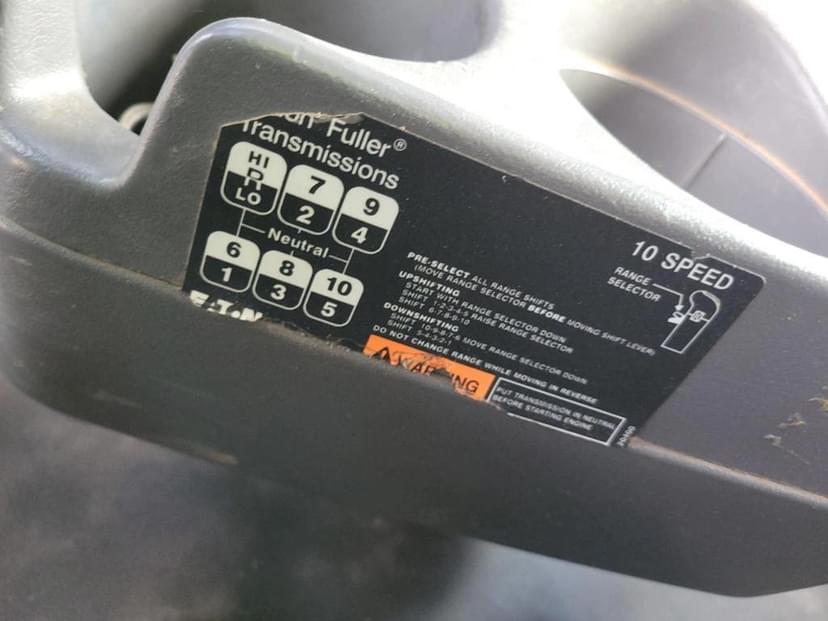 Fuller®
Transmissions
HI
R
LO
7
2
9
4
Neutral
6
1
8
3
10
5
EATON
10 SPEED
RANGE
SELECTOR
PRE-SELECT ALL RANGE SHIFTS
(MOVE RANGE SELECTOR BEFORE MOVING SHIFT LEVER)
UPSHIFTING
START WITH RANGE SELECTOR DOWN
SHIFT 1-2-3-4-5 RAISE RANGE SELECTOR
SHIFT 6-7-8-9-10
DOWNSHIFTING
SHIFT 10-9-8-7-6 MOVE RANGE SELECTOR DOWN
SHIFT 5-4-3-2-1
DO NOT CHANGE RANGE WHILE MOVING IN REVERSE
WARNING
PUT TRANSMISSION IN NEUTRAL
BEFORE STARTING ENGINE